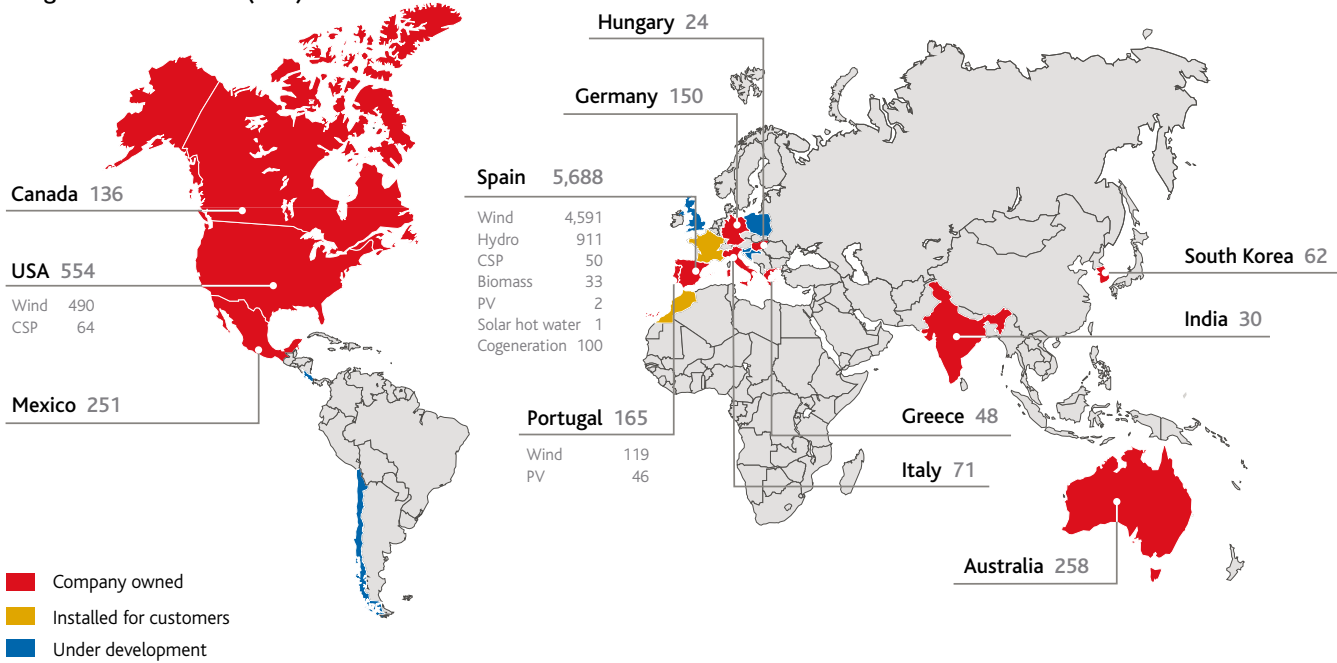 Hungary 24
Germany 150
Canada 136
USA 554
Wind 490
CSP 64
Mexico 251
Spain 5,688
Wind 4,591
Hydro 911
CSP 50
Biomass 33
PV 2
Solar hot water 1
Cogeneration 100
Portugal 165
Wind 119
PV 46
South Korea 62
India 30
Greece 48
Italy 71
Australia 258
Company owned
Installed for customers
Under development